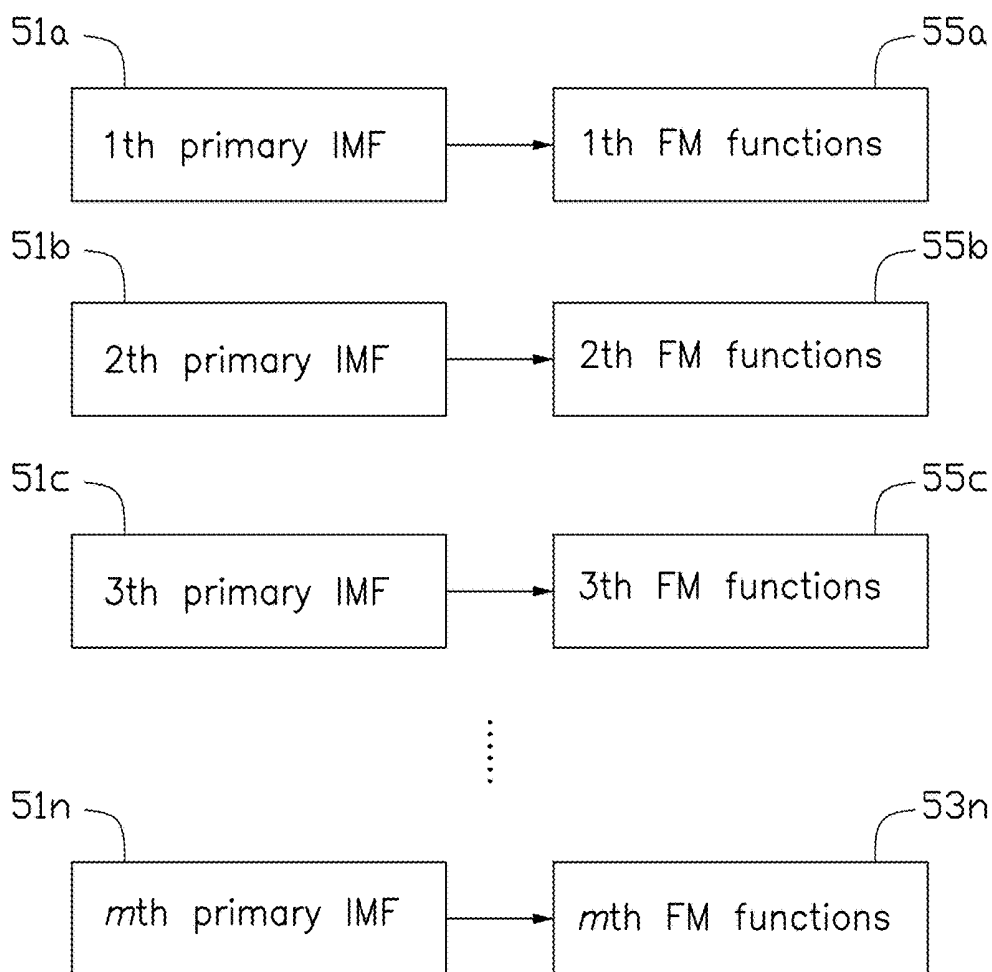 51a
55a
1th primary IMF
1th FM functions
51b
55b
2th primary IMF
2th FM functions
51c
55c
3th primary IMF
3th FM functions
51n
53n
mth primary IMF
mth FM functions